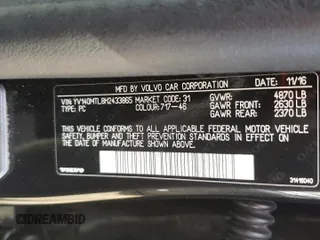 MFD BY VOLVO CAR CORPORATION DATE: 11/16
VIN: YV140MTL8H2433865 MARKET CODE: 31 GVWR: 4870 LB
TYPE: PC COLOUR: 717-46 GAWR FRONT: 2630 LB
GAWR REAR: 2370 LB
THIS VEHICLE CONFORMS TO ALL APPLICABLE FEDERAL MOTOR VEHICLE
SAFETY, BUMPER, AND THEFT PREVENTION STANDARDS IN EFFECT
ON THE DATE OF MANUFACTURE SHOWN ABOVE.
VOLVO
31416040
DREAMBID